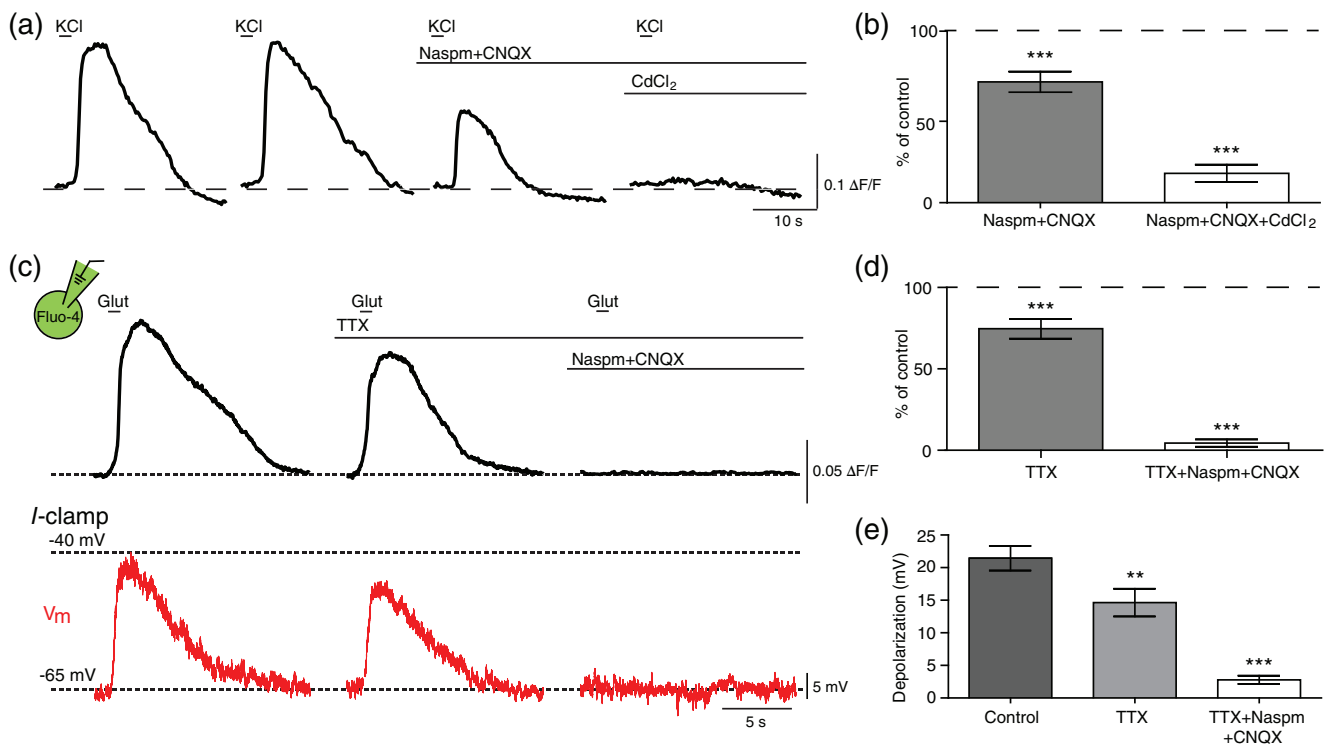 (a)
KCl
KCl
KCl
KCl
Naspm+CNQX
CdCl₂
0.1 ΔF/F
10 s
(b)
100
50
0
% of control
***
***
Naspm+CNQX
Naspm+CNQX+CdCl₂
(c)
Fluo-4
Glut
Glut
Glut
TTX
Naspm+CNQX
0.05 ΔF/F
I-clamp
-40 mV
Vm
-65 mV
5 mV
5 s
(d)
100
50
0
% of control
***
***
TTX
TTX+Naspm+CNQX
(e)
25
20
15
10
5
0
Depolarization (mV)
**
***
Control
TTX
TTX+Naspm
+CNQX